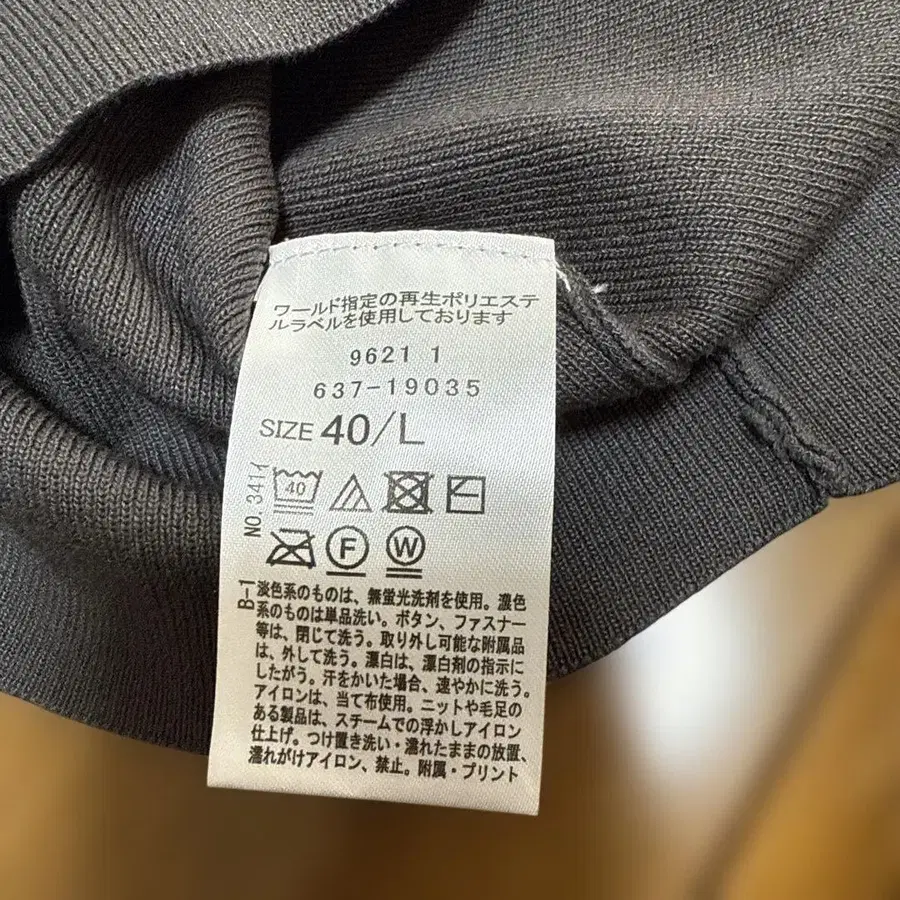 ワールド指定の再生ポリエステ
ルラベルを使用しております
9621 1
637-19035
SIZE 40/L
NO.341イ
40
F W
B-1
淡色系のものは、無蛍光洗剤を使用。濃色
系のものは単品洗い。ボタン、ファスナー
等は、閉じて洗う。取り外し可能な附属品
は、外して洗う。漂白は、漂白剤の指示に
したがう。汗をかいた場合、速やかに洗う。
アイロンは、当て布使用。ニットや毛足の
ある製品は、スチームでの浮かしアイロン
仕上げ。つけ置き洗い・濡れたままの放置、
濡れがけアイロン、禁止。附属・プリント